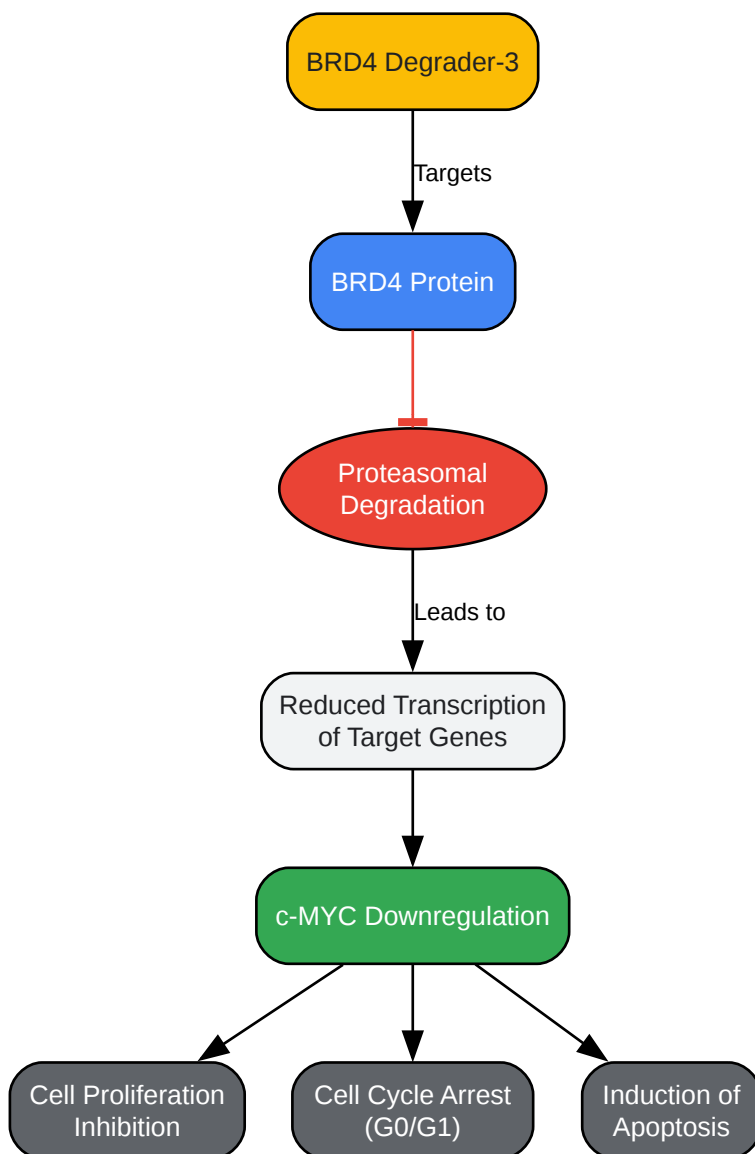 BRD4 Degrader-3
Targets
BRD4 Protein
Proteasomal
Degradation
Leads to
Reduced Transcription
of Target Genes
c-MYC Downregulation
Cell Proliferation
Inhibition
Cell Cycle Arrest
(G0/G1)
Induction of
Apoptosis